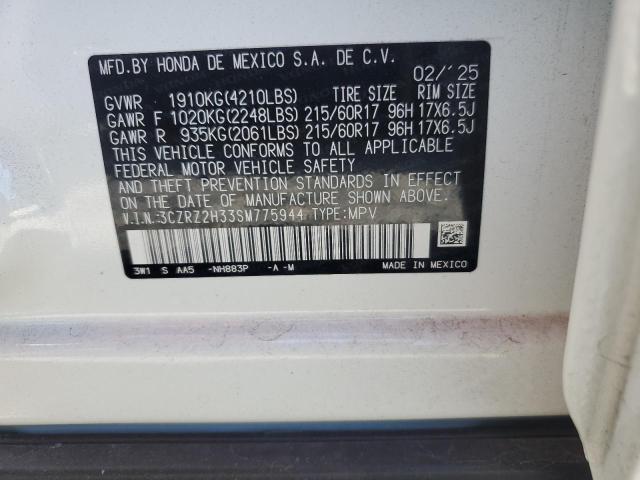 MFD.BY HONDA DE MEXICO S.A. DE C.V.
02/'25
GVWR 1910KG(4210LBS) TIRE SIZE RIM SIZE
GAWR F 1020KG(2248LBS) 215/60R17 96H 17X6.5J
GAWR R 935KG(2061LBS) 215/60R17 96H 17X6.5J
THIS VEHICLE CONFORMS TO ALL APPLICABLE
FEDERAL MOTOR VEHICLE SAFETY
AND THEFT PREVENTION STANDARDS IN EFFECT
ON THE DATE OF MANUFACTURE SHOWN ABOVE.
V.I.N.:3CZRZ2H33SM775944 TYPE:MPV
3W1 S AA5 -NH883P -A -M MADE IN MEXICO